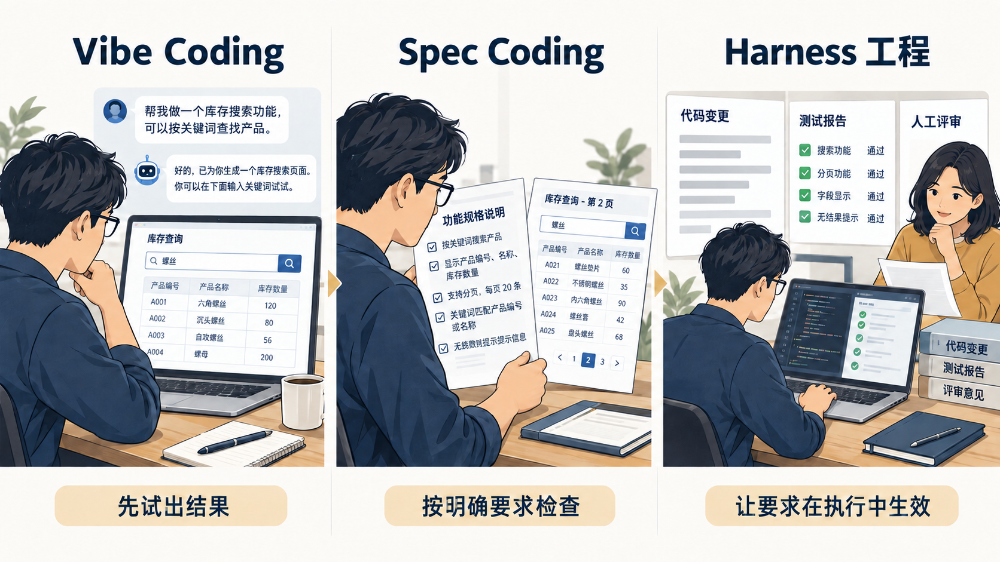 Vibe Coding
帮我做一个库存搜索功能，
可以按关键词查找产品。
好的，已为你生成一个库存搜索页面。
你可以在下面输入关键词试试。
库存查询
螺丝
产品编号 产品名称 库存数量
A001 六角螺丝 120
A002 沉头螺丝 80
A003 自攻螺丝 56
A004 螺母 200
先试出结果
Spec Coding
功能规格说明
按关键词搜索产品
显示产品编号、名称、
库存数量
支持分页，每页 20 条
关键词匹配产品编号
或名称
提示提示信息
库存查询 - 第 2 页
螺丝
产品编号 产品名称 库存数量
A021 螺丝垫片 60
A022 不锈钢螺丝 35
A023 内六角螺丝 90
A024 螺丝套 42
A025 盘头螺丝 68
1 2 3
按明确要求检查
Harness 工程
代码变更
测试报告
搜索功能 通过
分页功能 通过
字段显示 通过
无结果提示 通过
人工评审
代码变更
测试报告
评审意见
让要求在执行中生效